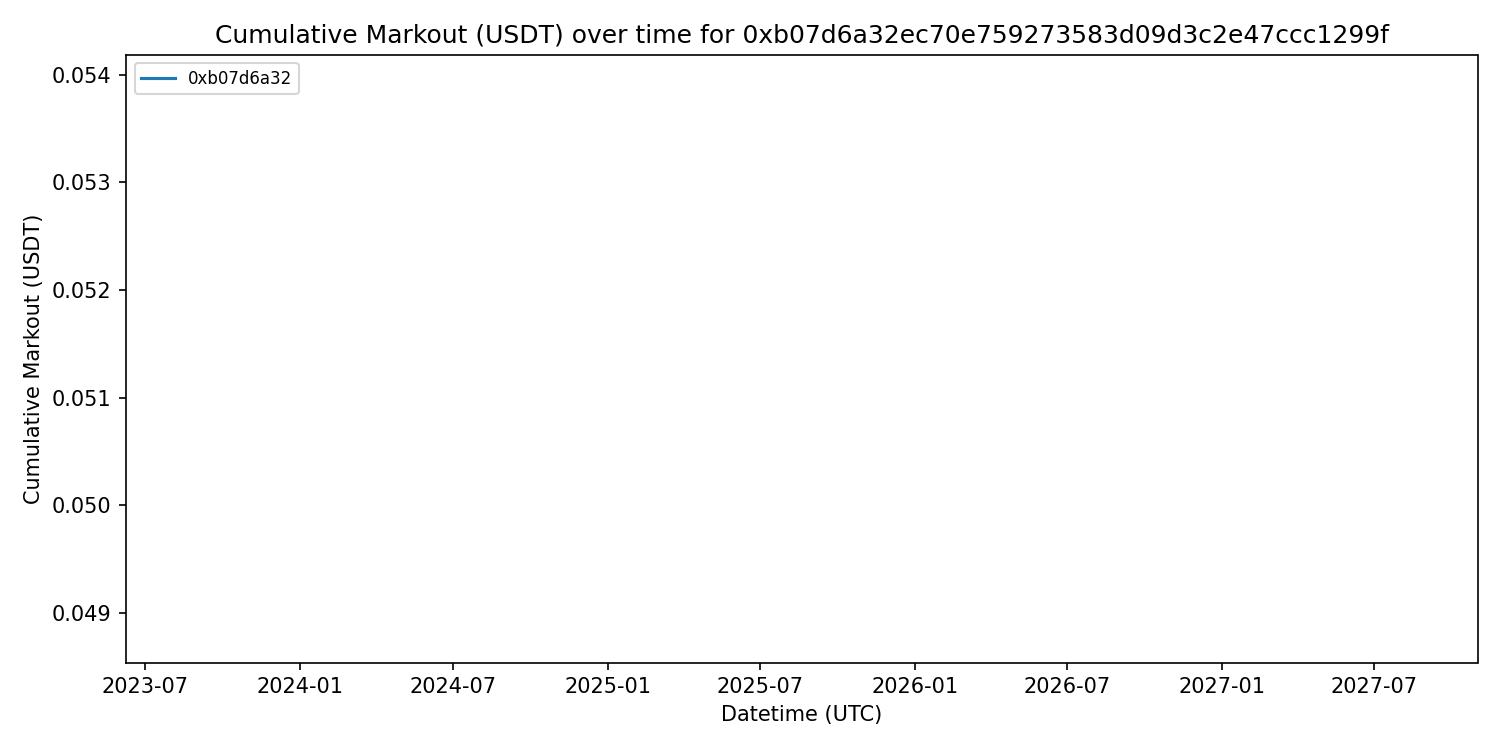 Cumulative Markout (USDT) over time for 0xb07d6a32ec70e759273583d09d3c2e47ccc1299f
0xb07d6a32
Cumulative Markout (USDT)
0.054
0.053
0.052
0.051
0.050
0.049
2023-07 2024-01 2024-07 2025-01 2025-07 2026-01 2026-07 2027-01 2027-07
Datetime (UTC)